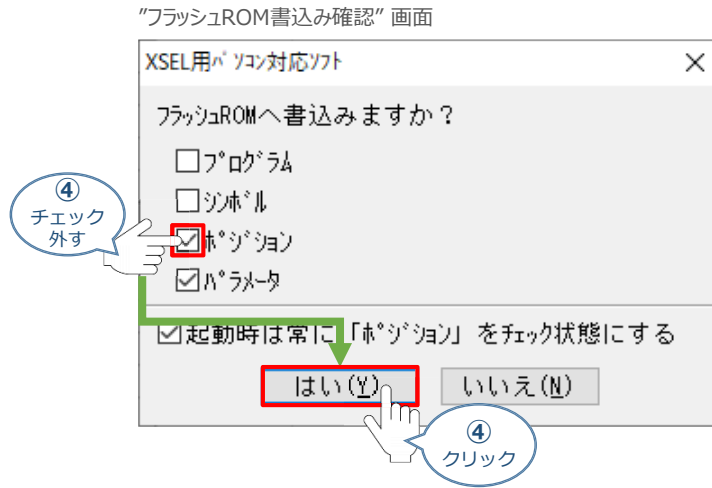 ”フラッシュROM書込み確認” 画面
XSEL用ﾊﾟｿｺﾝ対応ｿﾌﾄ
ﾌﾗｯｼｭROMへ書込みますか？
ﾌﾟﾛｸﾞﾗﾑ
ｼﾝﾎﾞﾙ
④
チェック
外す
ﾎﾟｼﾞｼｮﾝ
ﾊﾟﾗﾒｰﾀ
起動時は常に「ﾎﾟｼﾞｼｮﾝ」をﾁｪｯｸ状態にする
はい(Y)
いいえ(N)
④
クリック